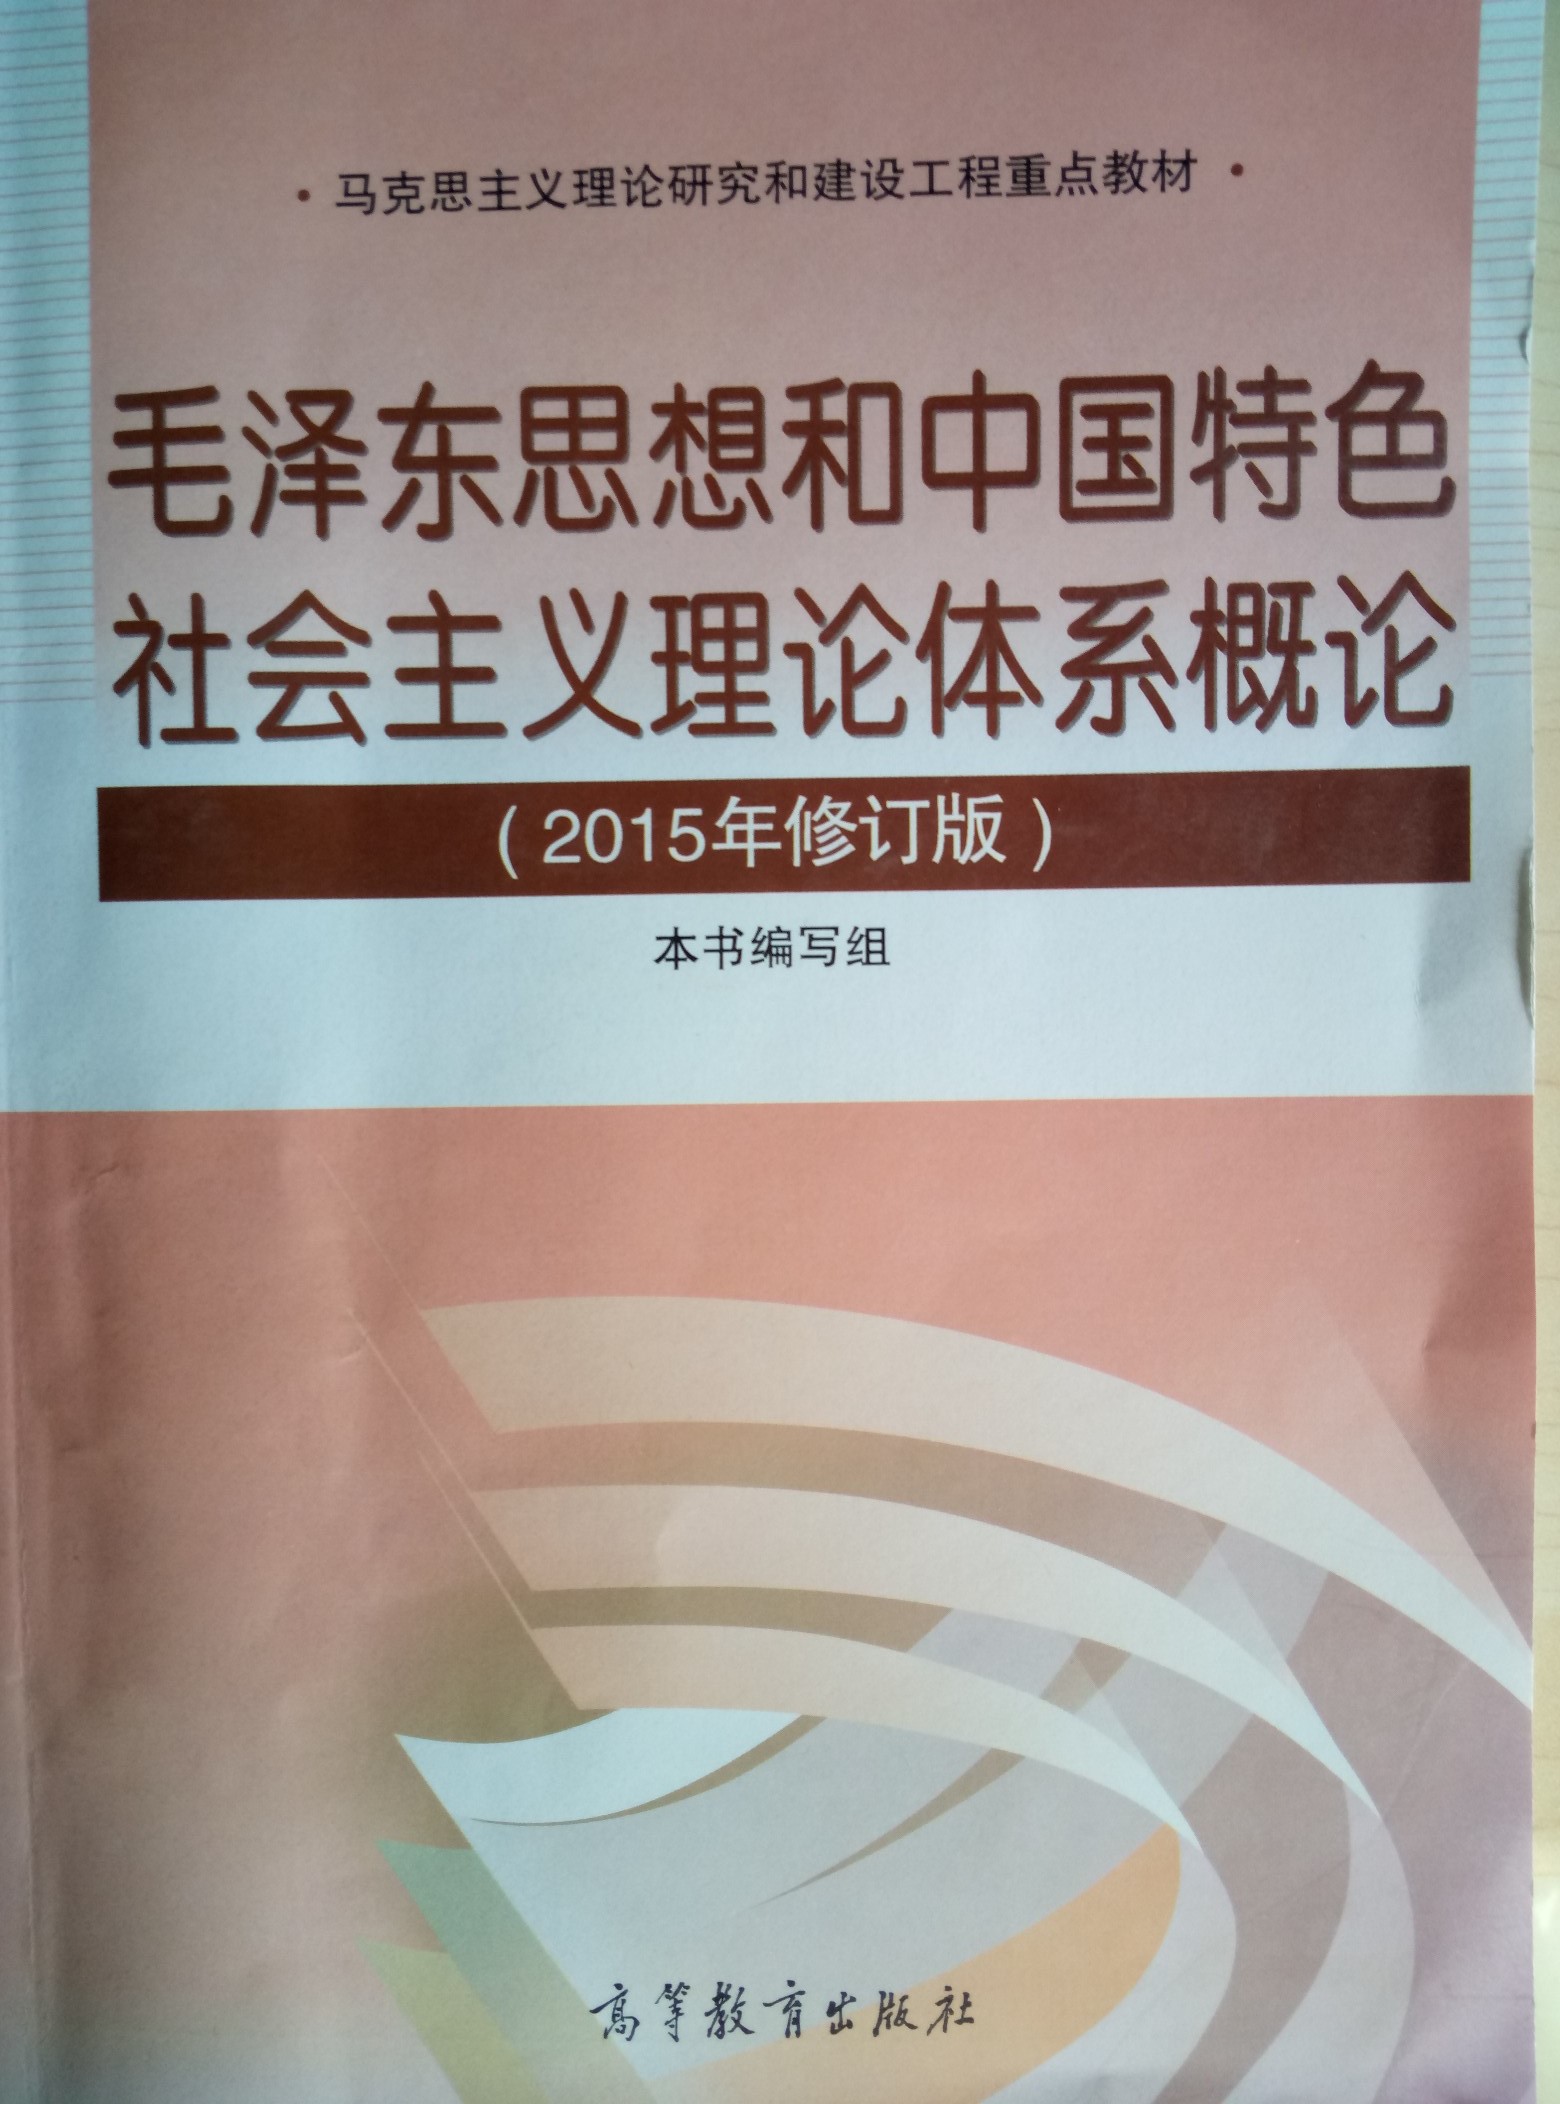 ·马克思主义理论研究和建设工程重点教材·
毛泽东思想和中国特色
社会主义理论体系概论
（2015年修订版）
本书编写组
高等教育出版社